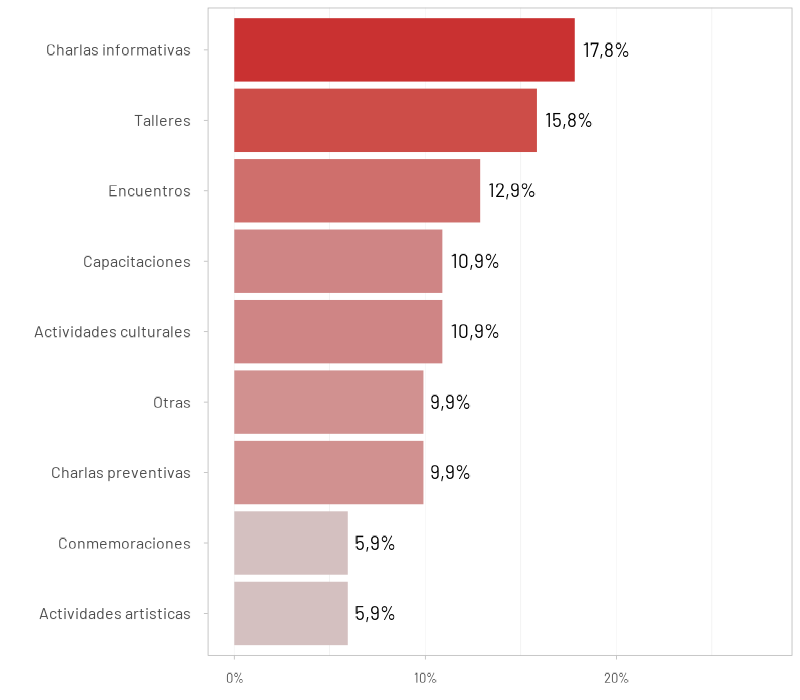 Charlas informativas 17,8%
Talleres 15,8%
Encuentros 12,9%
Capacitaciones 10,9%
Actividades culturales 10,9%
Otras 9,9%
Charlas preventivas 9,9%
Conmemoraciones 5,9%
Actividades artisticas 5,9%
0% 10% 20%